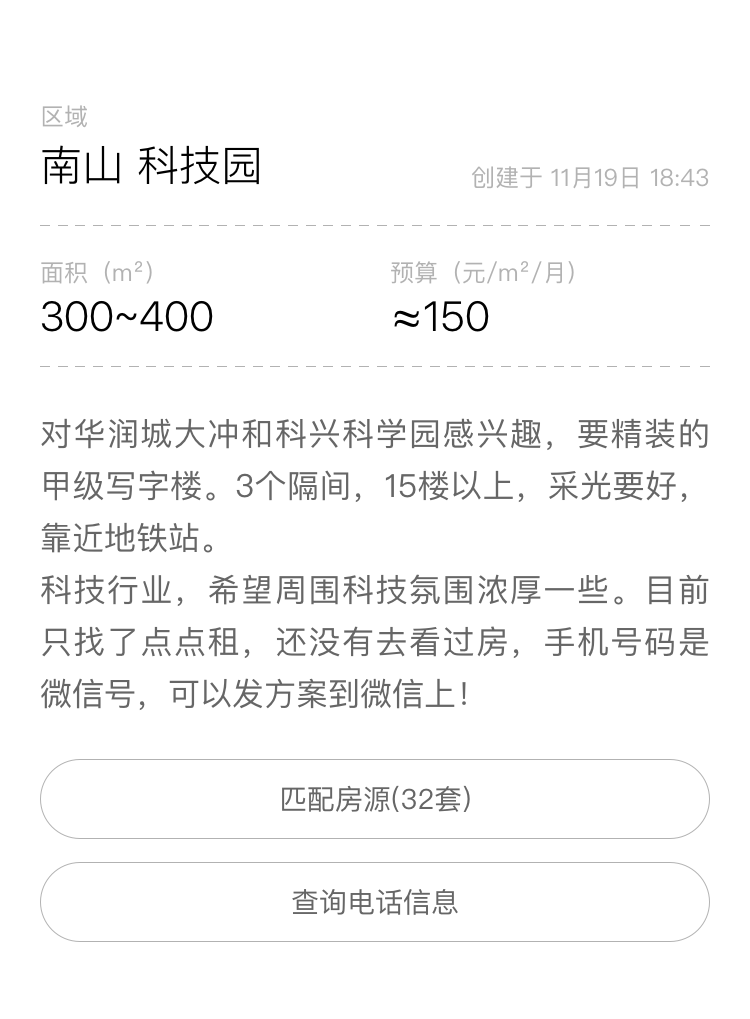 区域
南山 科技园
创建于 11月19日 18:43
面积（m²）
预算（元/m²/月）
300~400
≈150
对华润城大冲和科兴科学园感兴趣，要精装的
甲级写字楼。3个隔间，15楼以上，采光要好，
靠近地铁站。
科技行业，希望周围科技氛围浓厚一些。目前
只找了点点租，还没有去看过房，手机号码是
微信号，可以发方案到微信上！
匹配房源(32套)
查询电话信息